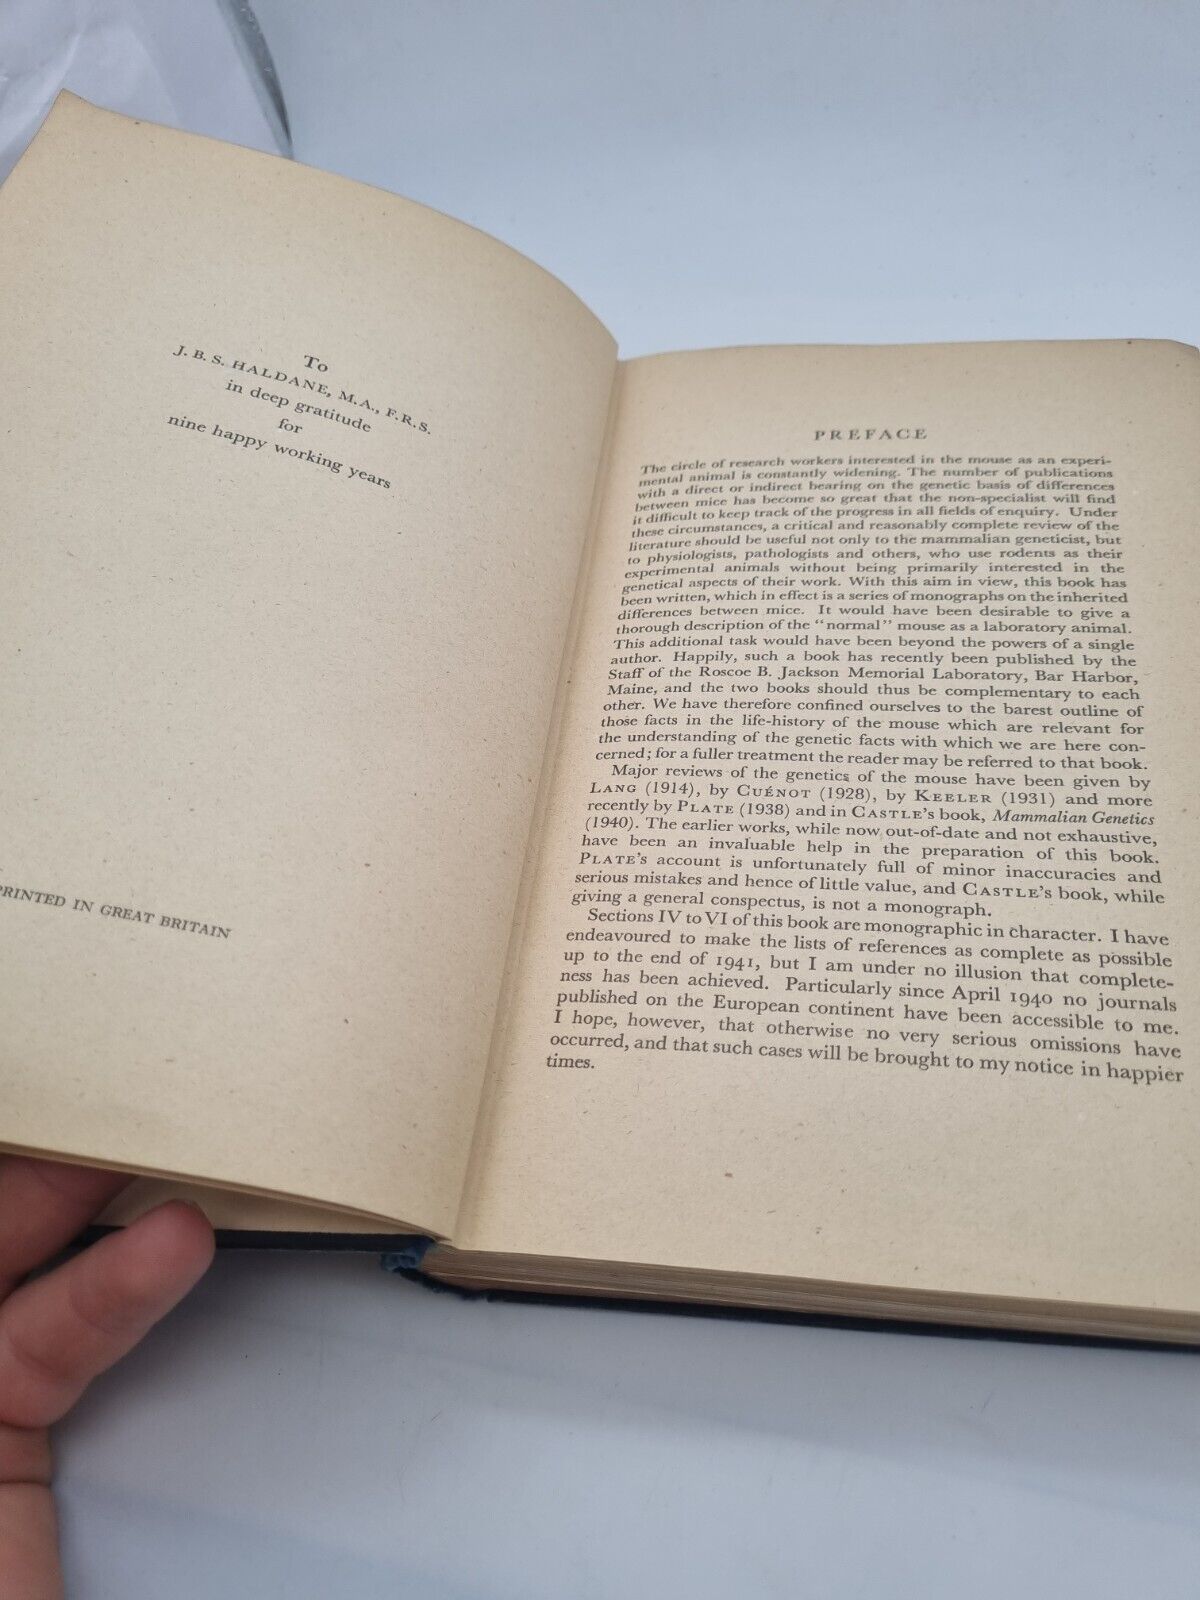 To
J. B. S. HALDANE, M.A., F.R.S.
in deep gratitude
for
nine happy working years
PRINTED IN GREAT BRITAIN
PREFACE
The circle of research workers interested in the mouse as an experi-
mental animal is constantly widening. The number of publications
with a direct or indirect bearing on the genetic basis of differences
between mice has become so great that the non-specialist will find
it difficult to keep track of the progress in all fields of enquiry. Under
these circumstances, a critical and reasonably complete review of the
literature should be useful not only to the mammalian geneticist, but
to physiologists, pathologists and others, who use rodents as their
experimental animals without being primarily interested in the
genetical aspects of their work. With this aim in view, this book has
been written, which in effect is a series of monographs on the inherited
differences between mice. It would have been desirable to give a
thorough description of the "normal" mouse as a laboratory animal.
This additional task would have been beyond the powers of a single
author. Happily, such a book has recently been published by the
Staff of the Roscoe B. Jackson Memorial Laboratory, Bar Harbor,
Maine, and the two books should thus be complementary to each
other. We have therefore confined ourselves to the barest outline of
those facts in the life-history of the mouse which are relevant for
the understanding of the genetic facts with which we are here con-
cerned; for a fuller treatment the reader may be referred to that book.
Major reviews of the genetics of the mouse have been given by
LANG (1914), by CUÉNOT (1928), by KEELER (1931) and more
recently by PLATE (1938) and in CASTLE's book, Mammalian Genetics
(1940). The earlier works, while now out-of-date and not exhaustive,
have been an invaluable help in the preparation of this book.
PLATE's account is unfortunately full of minor inaccuracies and
serious mistakes and hence of little value, and CASTLE's book, while
giving a general conspectus, is not a monograph.
Sections IV to VI of this book are monographic in character. I have
endeavoured to make the lists of references as complete as possible
up to the end of 1941, but I am under no illusion that complete-
ness has been achieved. Particularly since April 1940 no journals
published on the European continent have been accessible to me.
I hope, however, that otherwise no very serious omissions have
occurred, and that such cases will be brought to my notice in happier
times.